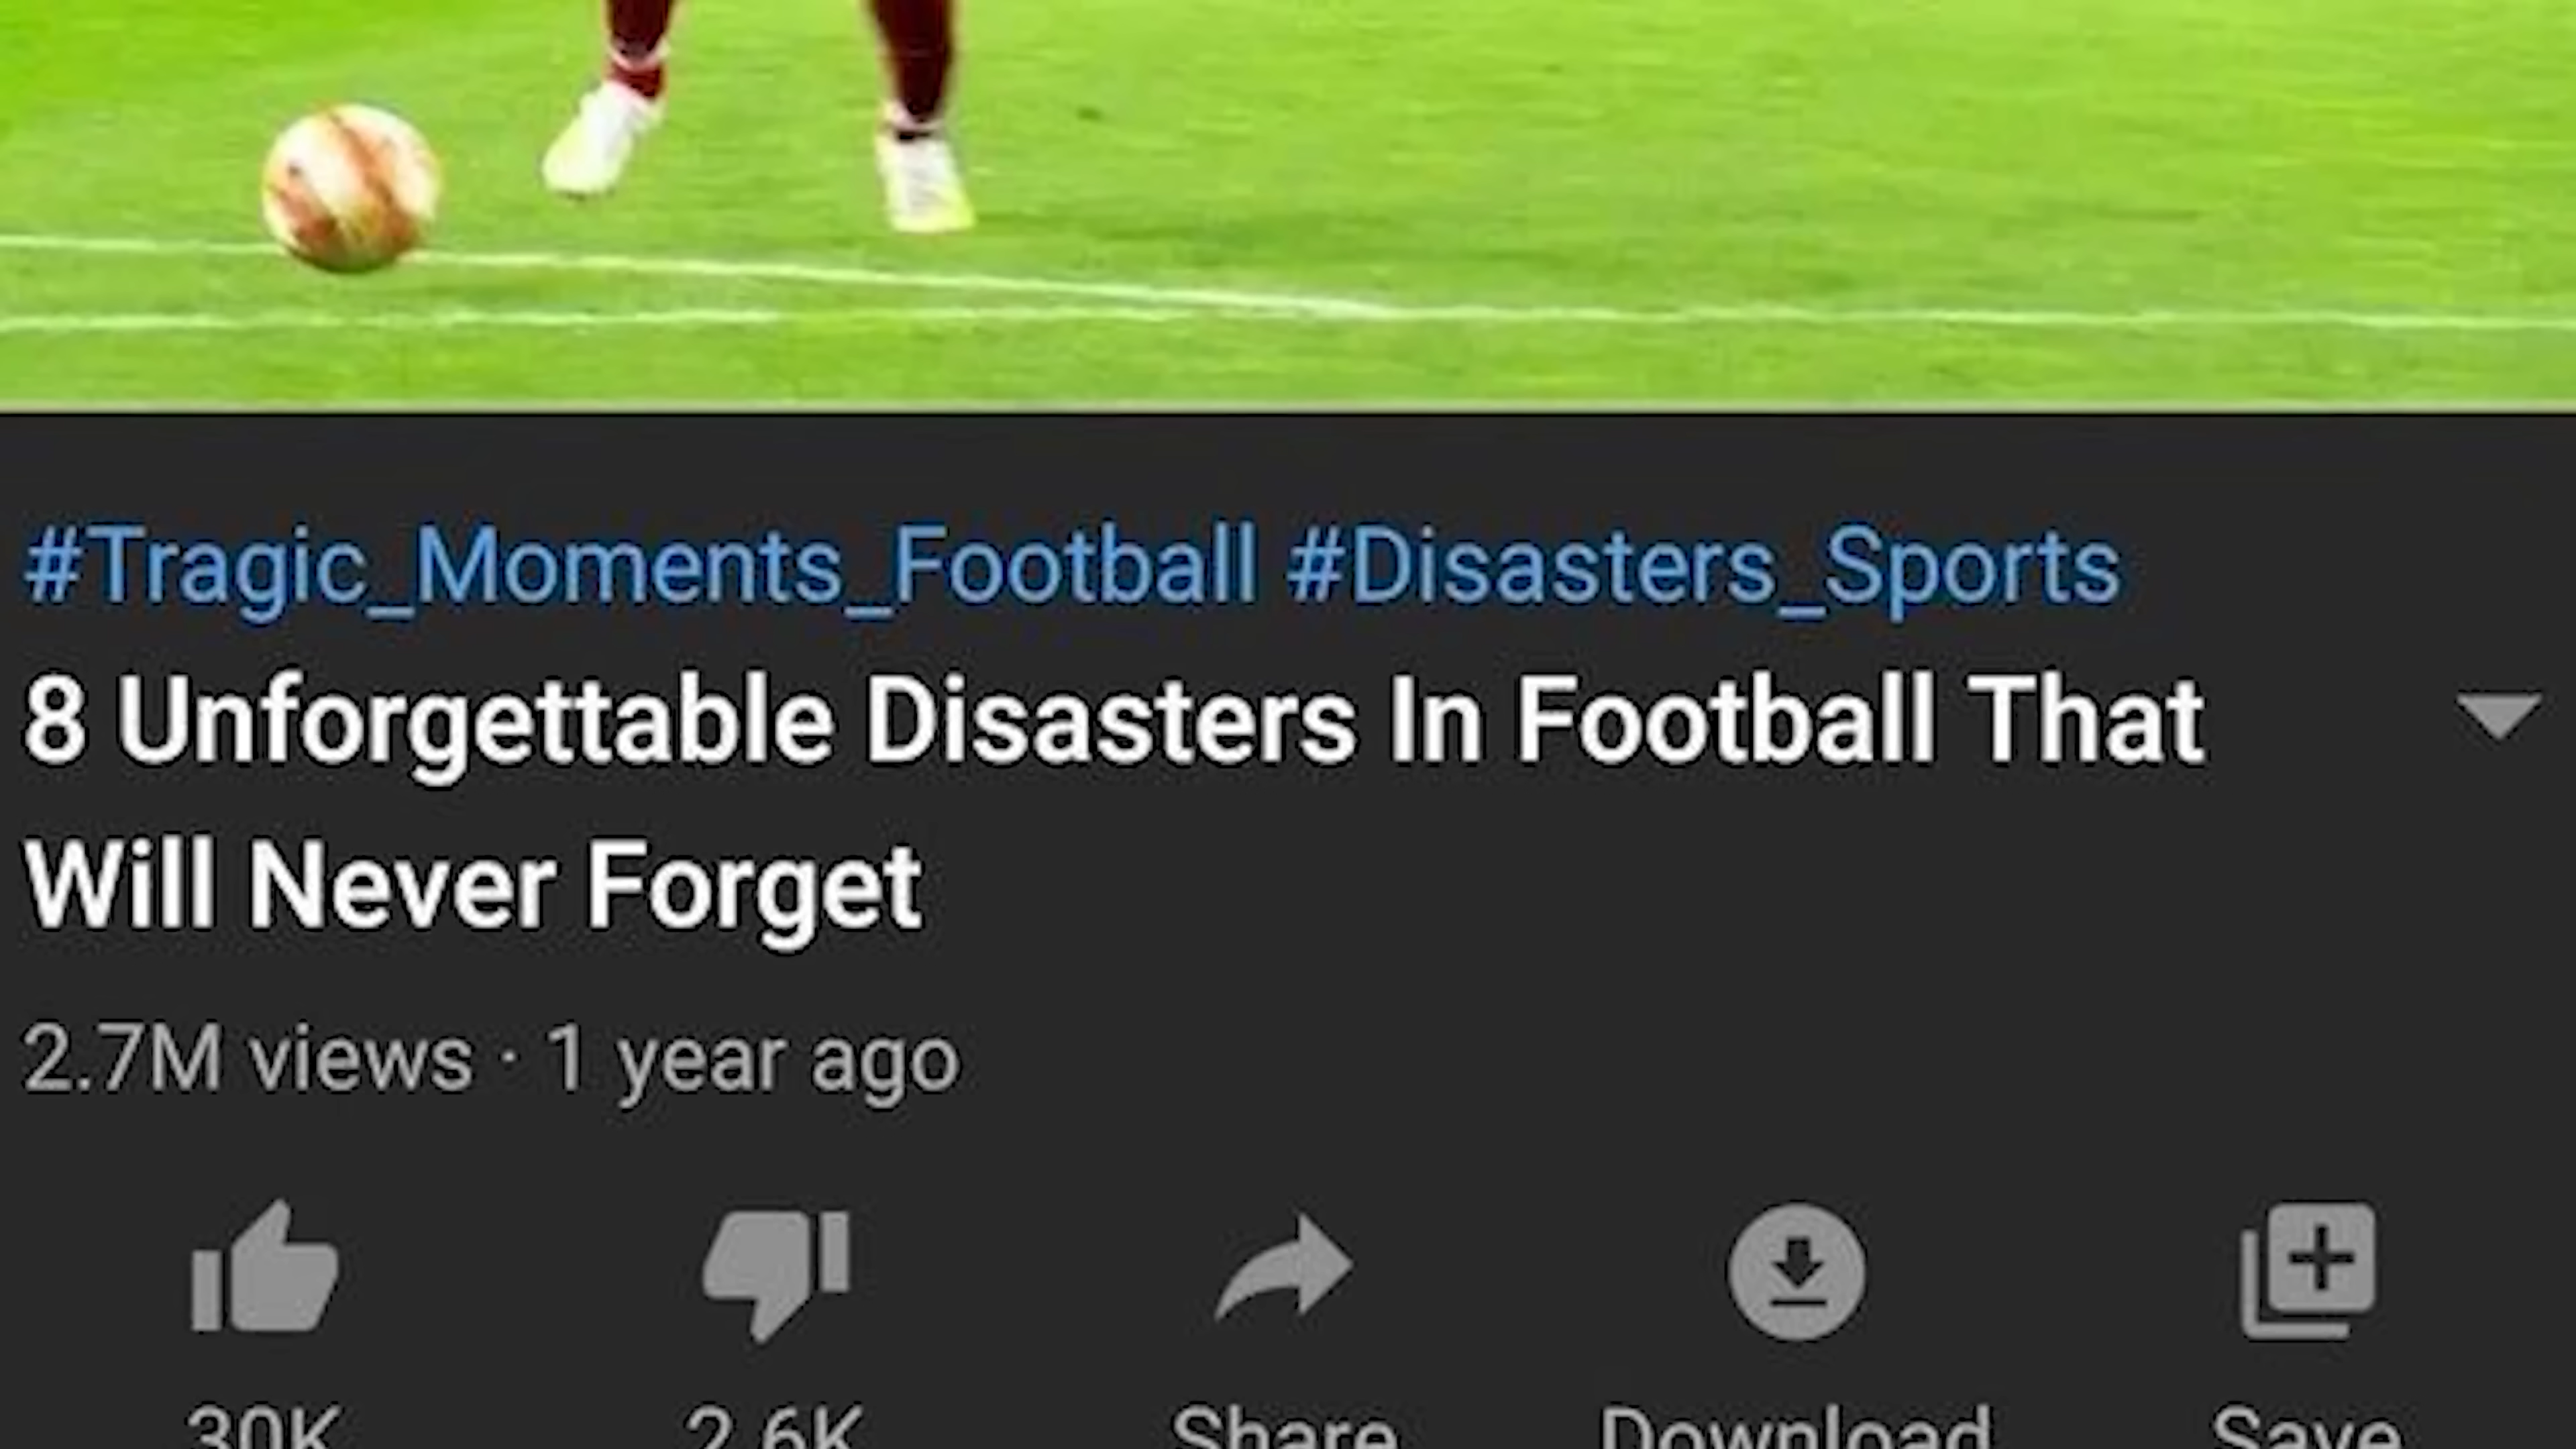 #Tragic_Moments_Football #Disasters_Sports
8 Unforgettable Disasters In Football That
Will Never Forget
2.7M views · 1 year ago
30K 2.6K Share Download Save